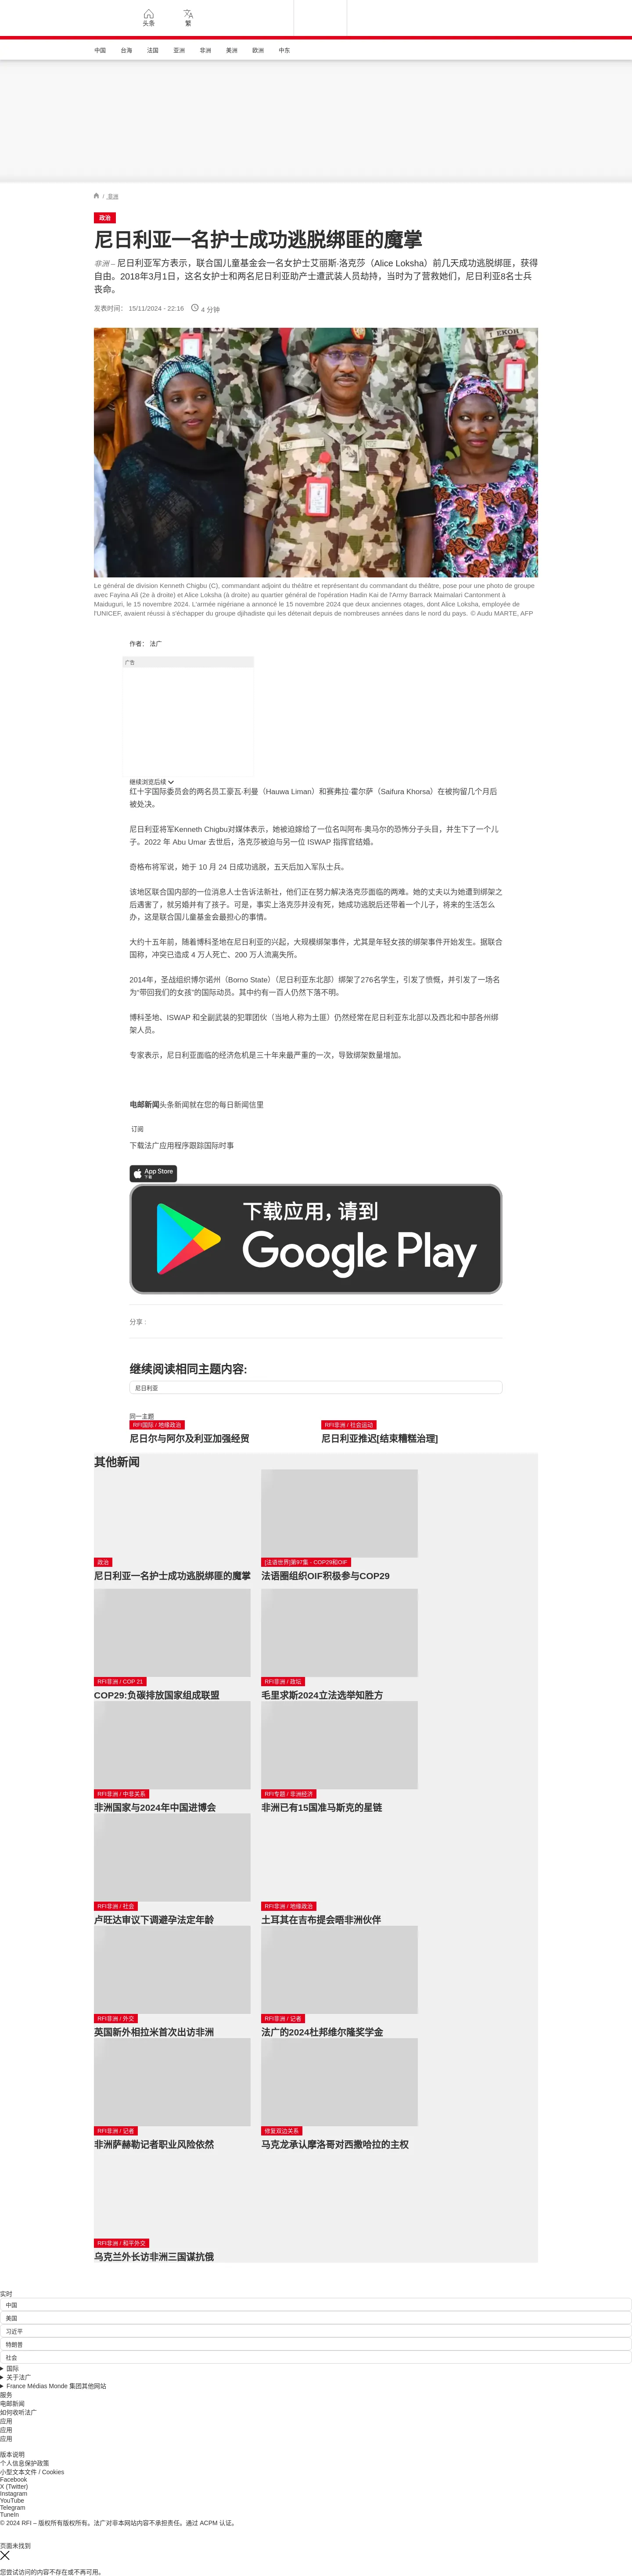 头条
繁
中国
台海
法国
亚洲
非洲
美洲
欧洲
中东
/ 非洲
政治
尼日利亚一名护士成功逃脱绑匪的魔掌
非洲 – 尼日利亚军方表示，联合国儿童基金会一名女护士艾丽斯·洛克莎（Alice Loksha）前几天成功逃脱绑匪，获得
自由。2018年3月1日，这名女护士和两名尼日利亚助产士遭武装人员劫持，当时为了营救她们，尼日利亚8名士兵
丧命。
发表时间： 15/11/2024 - 22:16
4 分钟
EKOH
Le général de division Kenneth Chigbu (C), commandant adjoint du théâtre et représentant du commandant du théâtre, pose pour une photo de groupe
avec Fayina Ali (2e à droite) et Alice Loksha (à droite) au quartier général de l'opération Hadin Kai de l'Army Barrack Maimalari Cantonment à
Maiduguri, le 15 novembre 2024. L'armée nigériane a annoncé le 15 novembre 2024 que deux anciennes otages, dont Alice Loksha, employée de
l'UNICEF, avaient réussi à s'échapper du groupe djihadiste qui les détenait depuis de nombreuses années dans le nord du pays. © Audu MARTE, AFP
作者： 法广
广告
继续浏览后续
红十字国际委员会的两名员工豪瓦·利曼（Hauwa Liman）和赛弗拉·霍尔萨（Saifura Khorsa）在被拘留几个月后
被处决。
尼日利亚将军Kenneth Chigbu对媒体表示，她被迫嫁给了一位名叫阿布·奥马尔的恐怖分子头目，并生下了一个儿
子。2022 年 Abu Umar 去世后，洛克莎被迫与另一位 ISWAP 指挥官结婚。
奇格布将军说，她于 10 月 24 日成功逃脱，五天后加入军队士兵。
该地区联合国内部的一位消息人士告诉法新社，他们正在努力解决洛克莎面临的两难。她的丈夫以为她遭到绑架之
后遇害了，就另婚并有了孩子。可是，事实上洛克莎并没有死，她成功逃脱后还带着一个儿子，将来的生活怎么
办，这是联合国儿童基金会最担心的事情。
大约十五年前，随着博科圣地在尼日利亚的兴起，大规模绑架事件，尤其是年轻女孩的绑架事件开始发生。据联合
国称，冲突已造成 4 万人死亡、200 万人流离失所。
2014年，圣战组织博尔诺州（Borno State）（尼日利亚东北部）绑架了276名学生，引发了愤慨，并引发了一场名
为“带回我们的女孩”的国际动员。其中约有一百人仍然下落不明。
博科圣地、ISWAP 和全副武装的犯罪团伙（当地人称为土匪）仍然经常在尼日利亚东北部以及西北和中部各州绑
架人员。
专家表示，尼日利亚面临的经济危机是三十年来最严重的一次，导致绑架数量增加。
电邮新闻头条新闻就在您的每日新闻信里
订阅
下载法广应用程序跟踪国际时事
App Store
下载
下载应用，请到
Google Play
分享 :
继续阅读相同主题内容:
尼日利亚
同一主题
RFI国际 / 地缘政治
尼日尔与阿尔及利亚加强经贸
RFI非洲 / 社会运动
尼日利亚推迟[结束糟糕治理]
其他新闻
政治
尼日利亚一名护士成功逃脱绑匪的魔掌
[法语世界]第97集 · COP29和OIF
法语圈组织OIF积极参与COP29
RFI非洲 / COP 21
COP29:负碳排放国家组成联盟
RFI非洲 / 政坛
毛里求斯2024立法选举知胜方
RFI非洲 / 中非关系
非洲国家与2024年中国进博会
RFI专题 / 非洲经济
非洲已有15国准马斯克的星链
RFI非洲 / 社会
卢旺达审议下调避孕法定年龄
RFI非洲 / 地缘政治
土耳其在吉布提会晤非洲伙伴
RFI非洲 / 外交
英国新外相拉米首次出访非洲
RFI非洲 / 记者
法广的2024杜邦维尔隆奖学金
RFI非洲 / 记者
非洲萨赫勒记者职业风险依然
修复双边关系
马克龙承认摩洛哥对西撒哈拉的主权
RFI非洲 / 和平外交
乌克兰外长访非洲三国谋抗俄
实时
中国
美国
习近平
特朗普
社会
国际
关于法广
France Médias Monde 集团其他网站
服务
电邮新闻
如何收听法广
应用
应用
应用
版本说明
个人信息保护政策
小型文本文件 / Cookies
Facebook
X (Twitter)
Instagram
YouTube
Telegram
TuneIn
© 2024 RFI – 版权所有版权所有。法广对非本网站内容不承担责任。通过 ACPM 认证。
页面未找到
您尝试访问的内容不存在或不再可用。